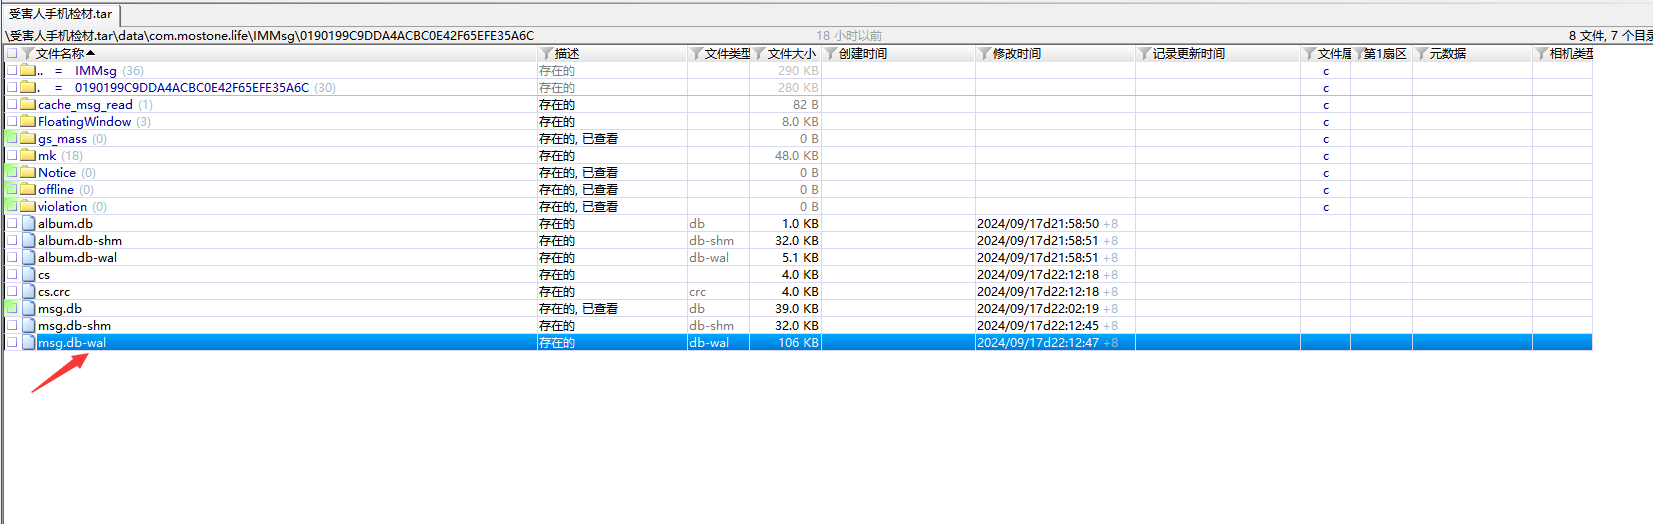 受害人手机检材.tar
\受害人手机检材.tar\data\com.mostone.life\IMMsg\0190199C9DDA4ACBC0E42F65EFE35A6C 18 小时以前 8 文件, 7 个目录
文件名称 描述 文件类型 文件大小 创建时间 修改时间 记录更新时间 文件属 第1扇区 元数据 相机类型
.. = IMMsg (36) 存在的 290 KB c
. = 0190199C9DDA4ACBC0E42F65EFE35A6C (30) 存在的 280 KB c
cache_msg_read (1) 存在的 82 B c
FloatingWindow (3) 存在的 8.0 KB c
gs_mass (0) 存在的, 已查看 0 B c
mk (18) 存在的 48.0 KB c
Notice (0) 存在的, 已查看 0 B c
offline (0) 存在的, 已查看 0 B c
violation (0) 存在的, 已查看 0 B c
album.db 存在的 db 1.0 KB 2024/09/17d21:58:50 +8
album.db-shm 存在的 db-shm 32.0 KB 2024/09/17d21:58:51 +8
album.db-wal 存在的 db-wal 5.1 KB 2024/09/17d21:58:51 +8
cs 存在的 4.0 KB 2024/09/17d22:12:18 +8
cs.crc 存在的 crc 4.0 KB 2024/09/17d22:12:18 +8
msg.db 存在的, 已查看 db 39.0 KB 2024/09/17d22:02:19 +8
msg.db-shm 存在的 db-shm 32.0 KB 2024/09/17d22:12:45 +8
msg.db-wal 存在的 db-wal 106 KB 2024/09/17d22:12:47 +8